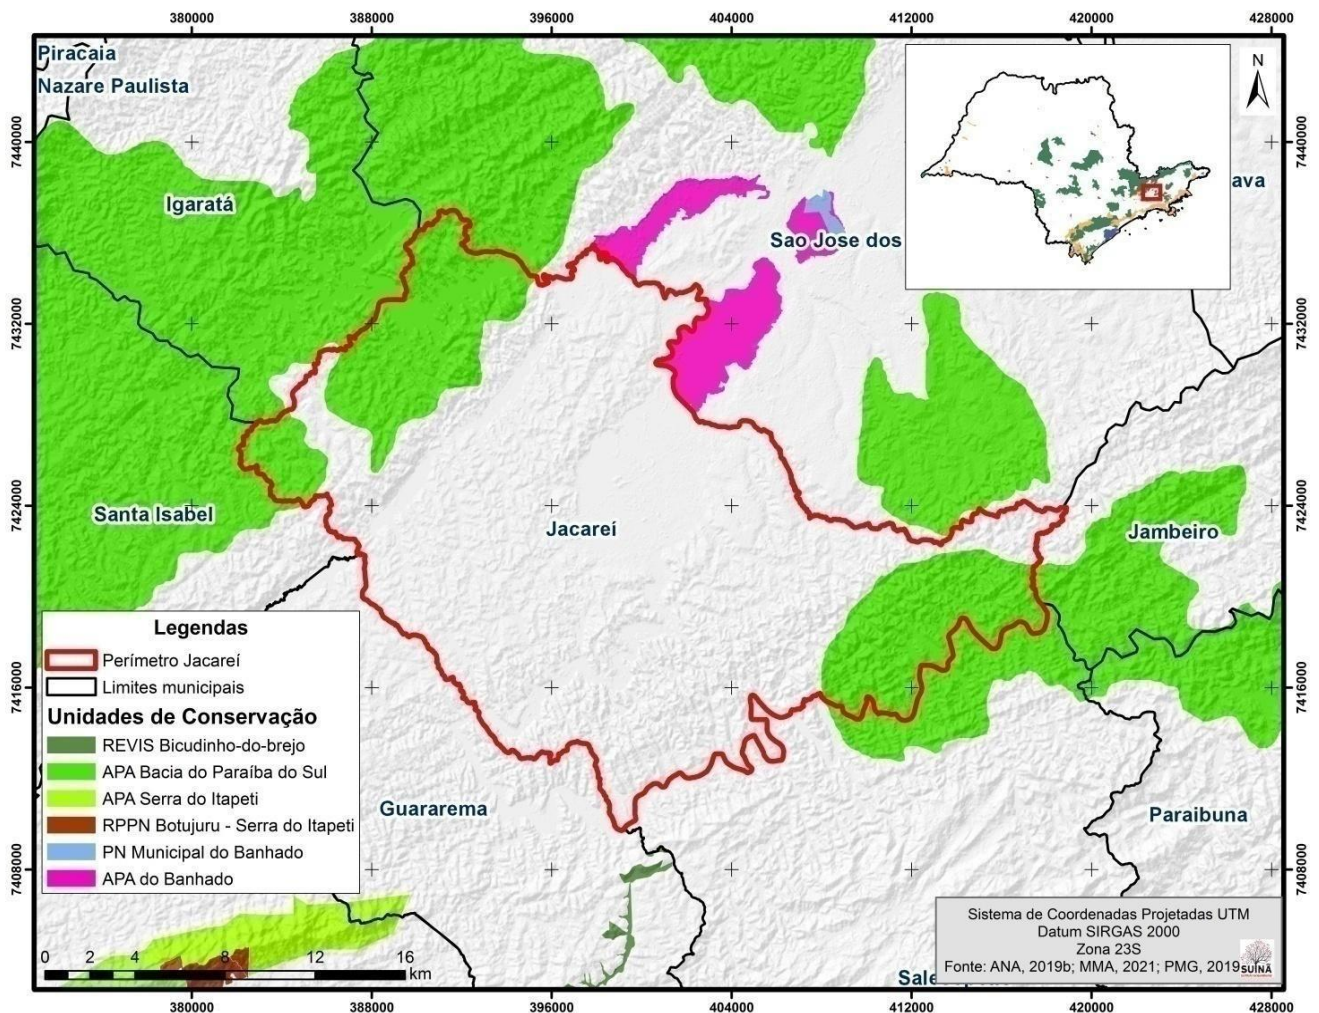 380000 388000 396000 404000 412000 420000 428000
Piracaia
Nazare Paulista
N
7440000 7440000
Igaratá
ava
Sao Jose dos
7432000 7432000
7424000 7424000
Santa Isabel
Jacareí
Jambeiro
7416000 7416000
Legendas
Perímetro Jacareí
Limites municipais
Unidades de Conservação
REVIS Bicudinho-do-brejo
APA Bacia do Paraíba do Sul
APA Serra do Itapeti
RPPN Botujuru - Serra do Itapeti
PN Municipal do Banhado
APA do Banhado
Guararema
Paraibuna
7408000 7408000
0 2 4 8 12 16
km
Sistema de Coordenadas Projetadas UTM
Datum SIRGAS 2000
Zona 23S
Fonte: ANA, 2019b; MMA, 2021; PMG, 2019
SUINÃ
Sale
380000 388000 396000 404000 412000 420000 428000